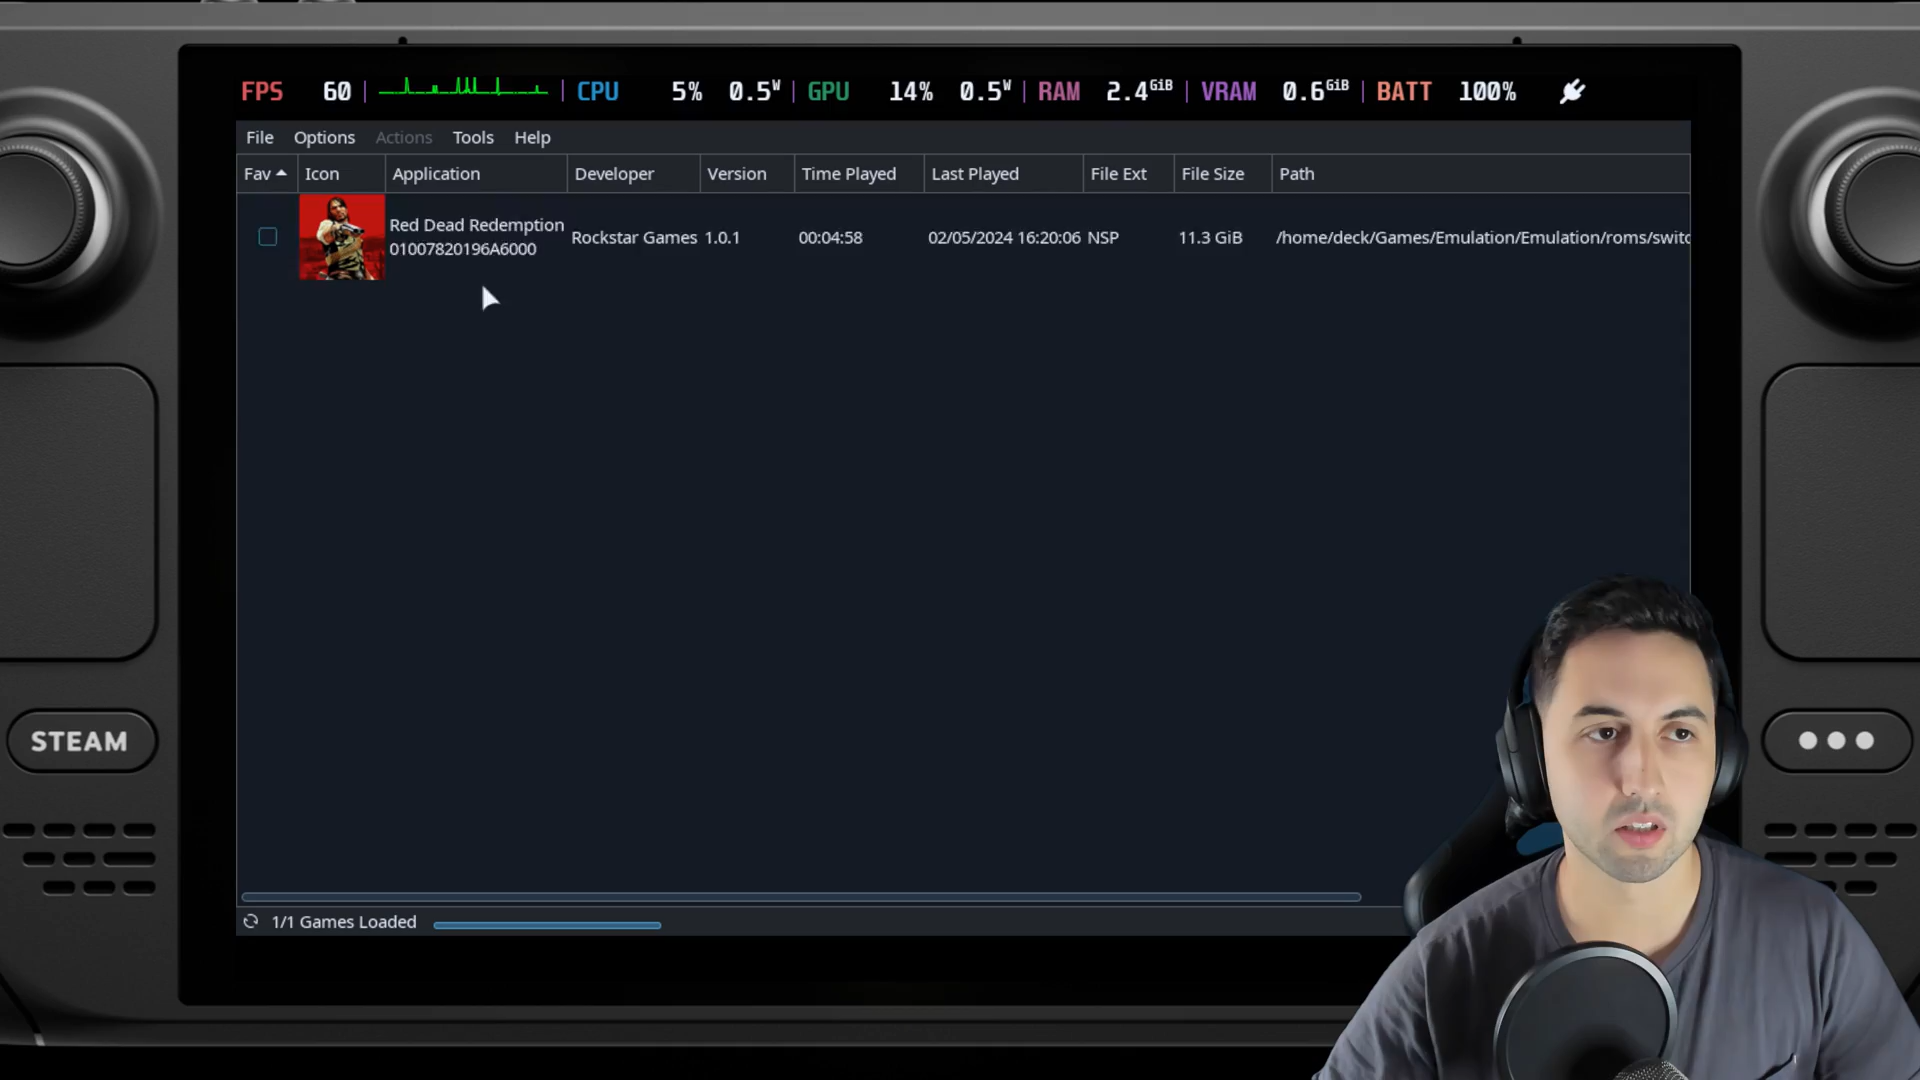 FPS 60 CPU 5% 0.5W GPU 14% 0.5W RAM 2.4GiB VRAM 0.6GiB BATT 100%
File Options Actions Tools Help
Fav Icon Application Developer Version Time Played Last Played File Ext File Size Path
Red Dead Redemption
01007820196A6000
Rockstar Games 1.0.1 00:04:58 02/05/2024 16:20:06 NSP 11.3 GiB /home/deck/Games/Emulation/Emulation/roms/switc
STEAM
1/1 Games Loaded